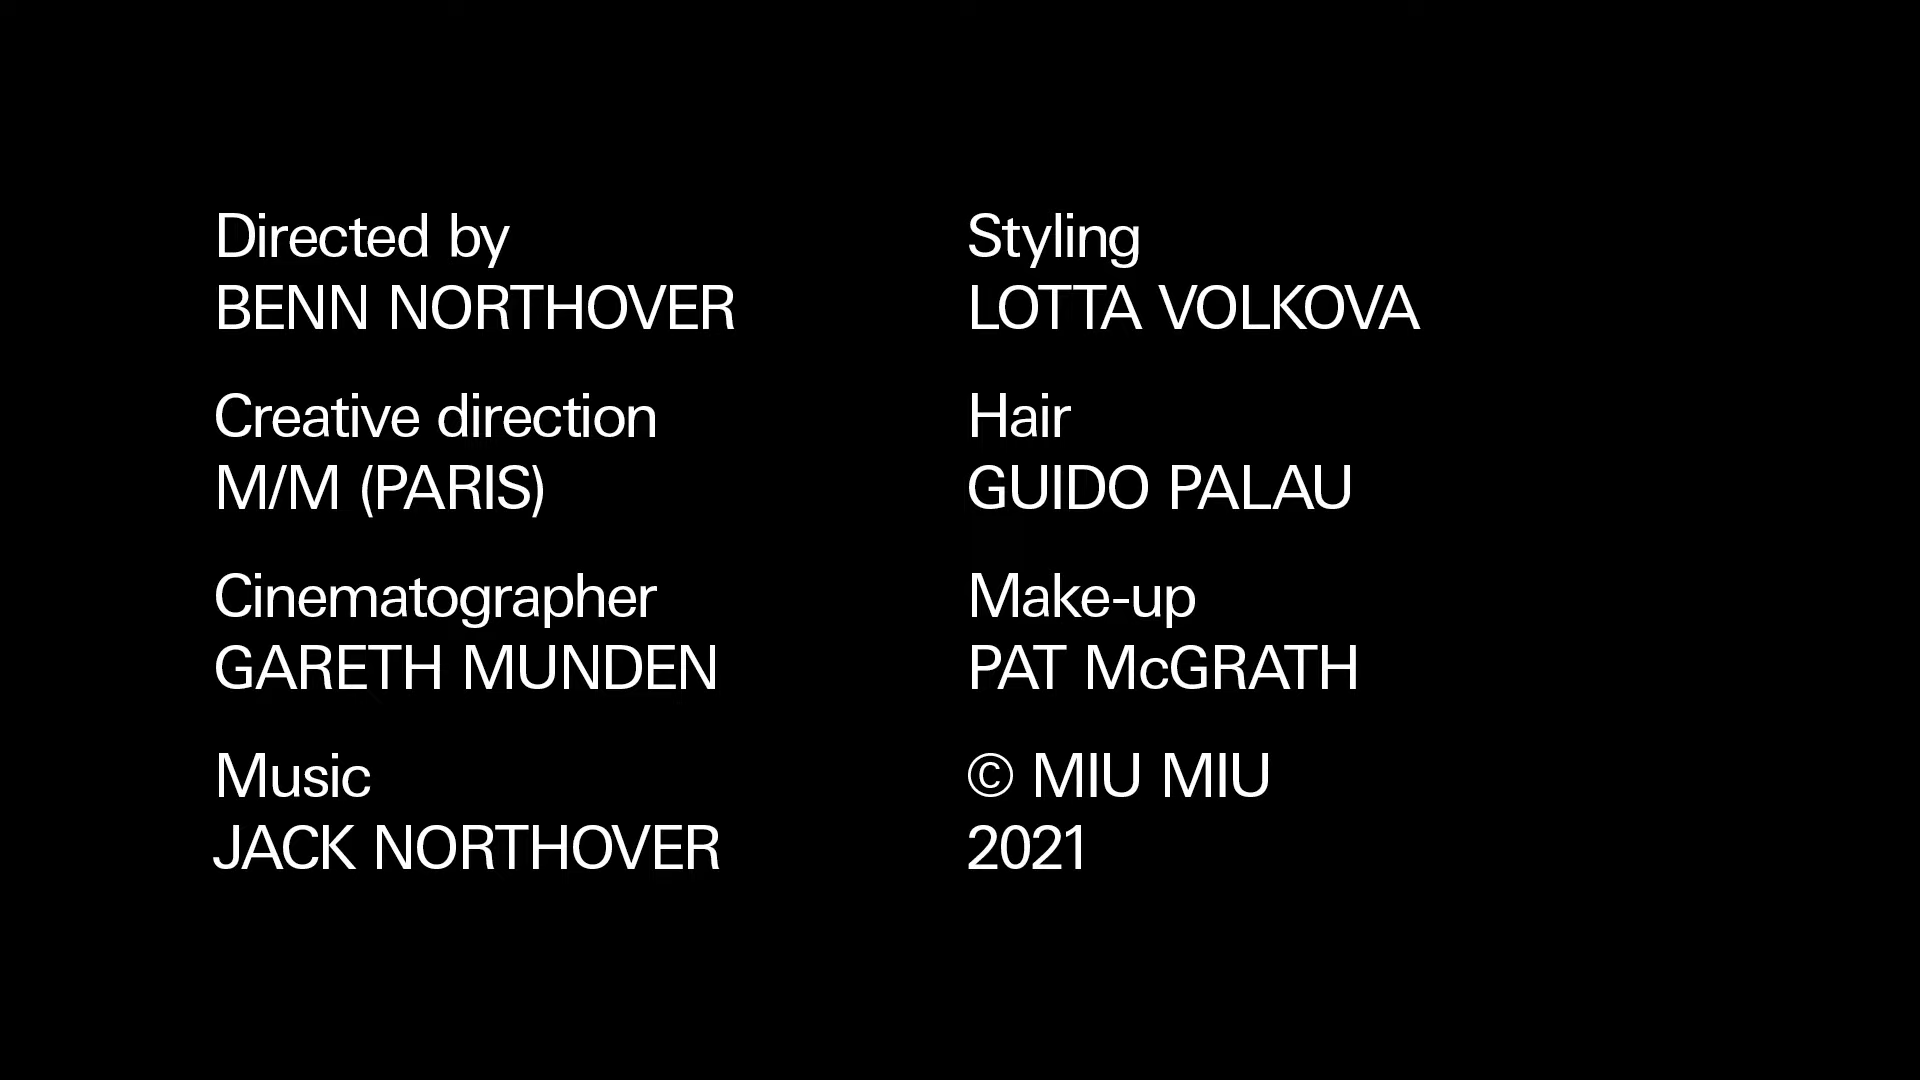 Directed by
BENN NORTHOVER
Creative direction
M/M (PARIS)
Cinematographer
GARETH MUNDEN
Music
JACK NORTHOVER
Styling
LOTTA VOLKOVA
Hair
GUIDO PALAU
Make-up
PAT McGRATH
© MIU MIU
2021